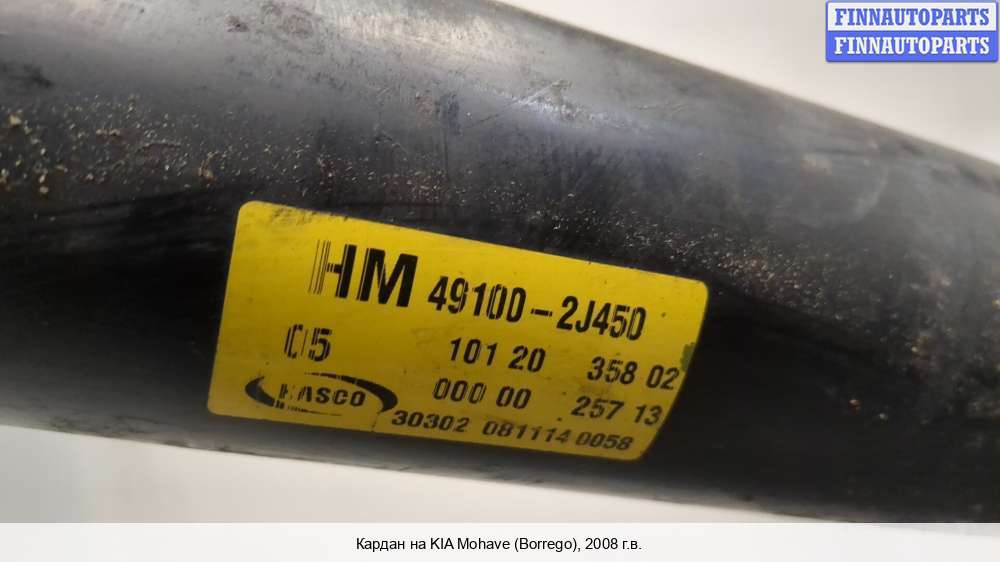 FINNAUTOPARTS
FINNAUTOPARTS
HM 49100-2J450
05 101 20 358 02
HASCO 000 00 257 13
30302 081114 0058
Кардан на KIA Mohave (Borrego), 2008 г.в.